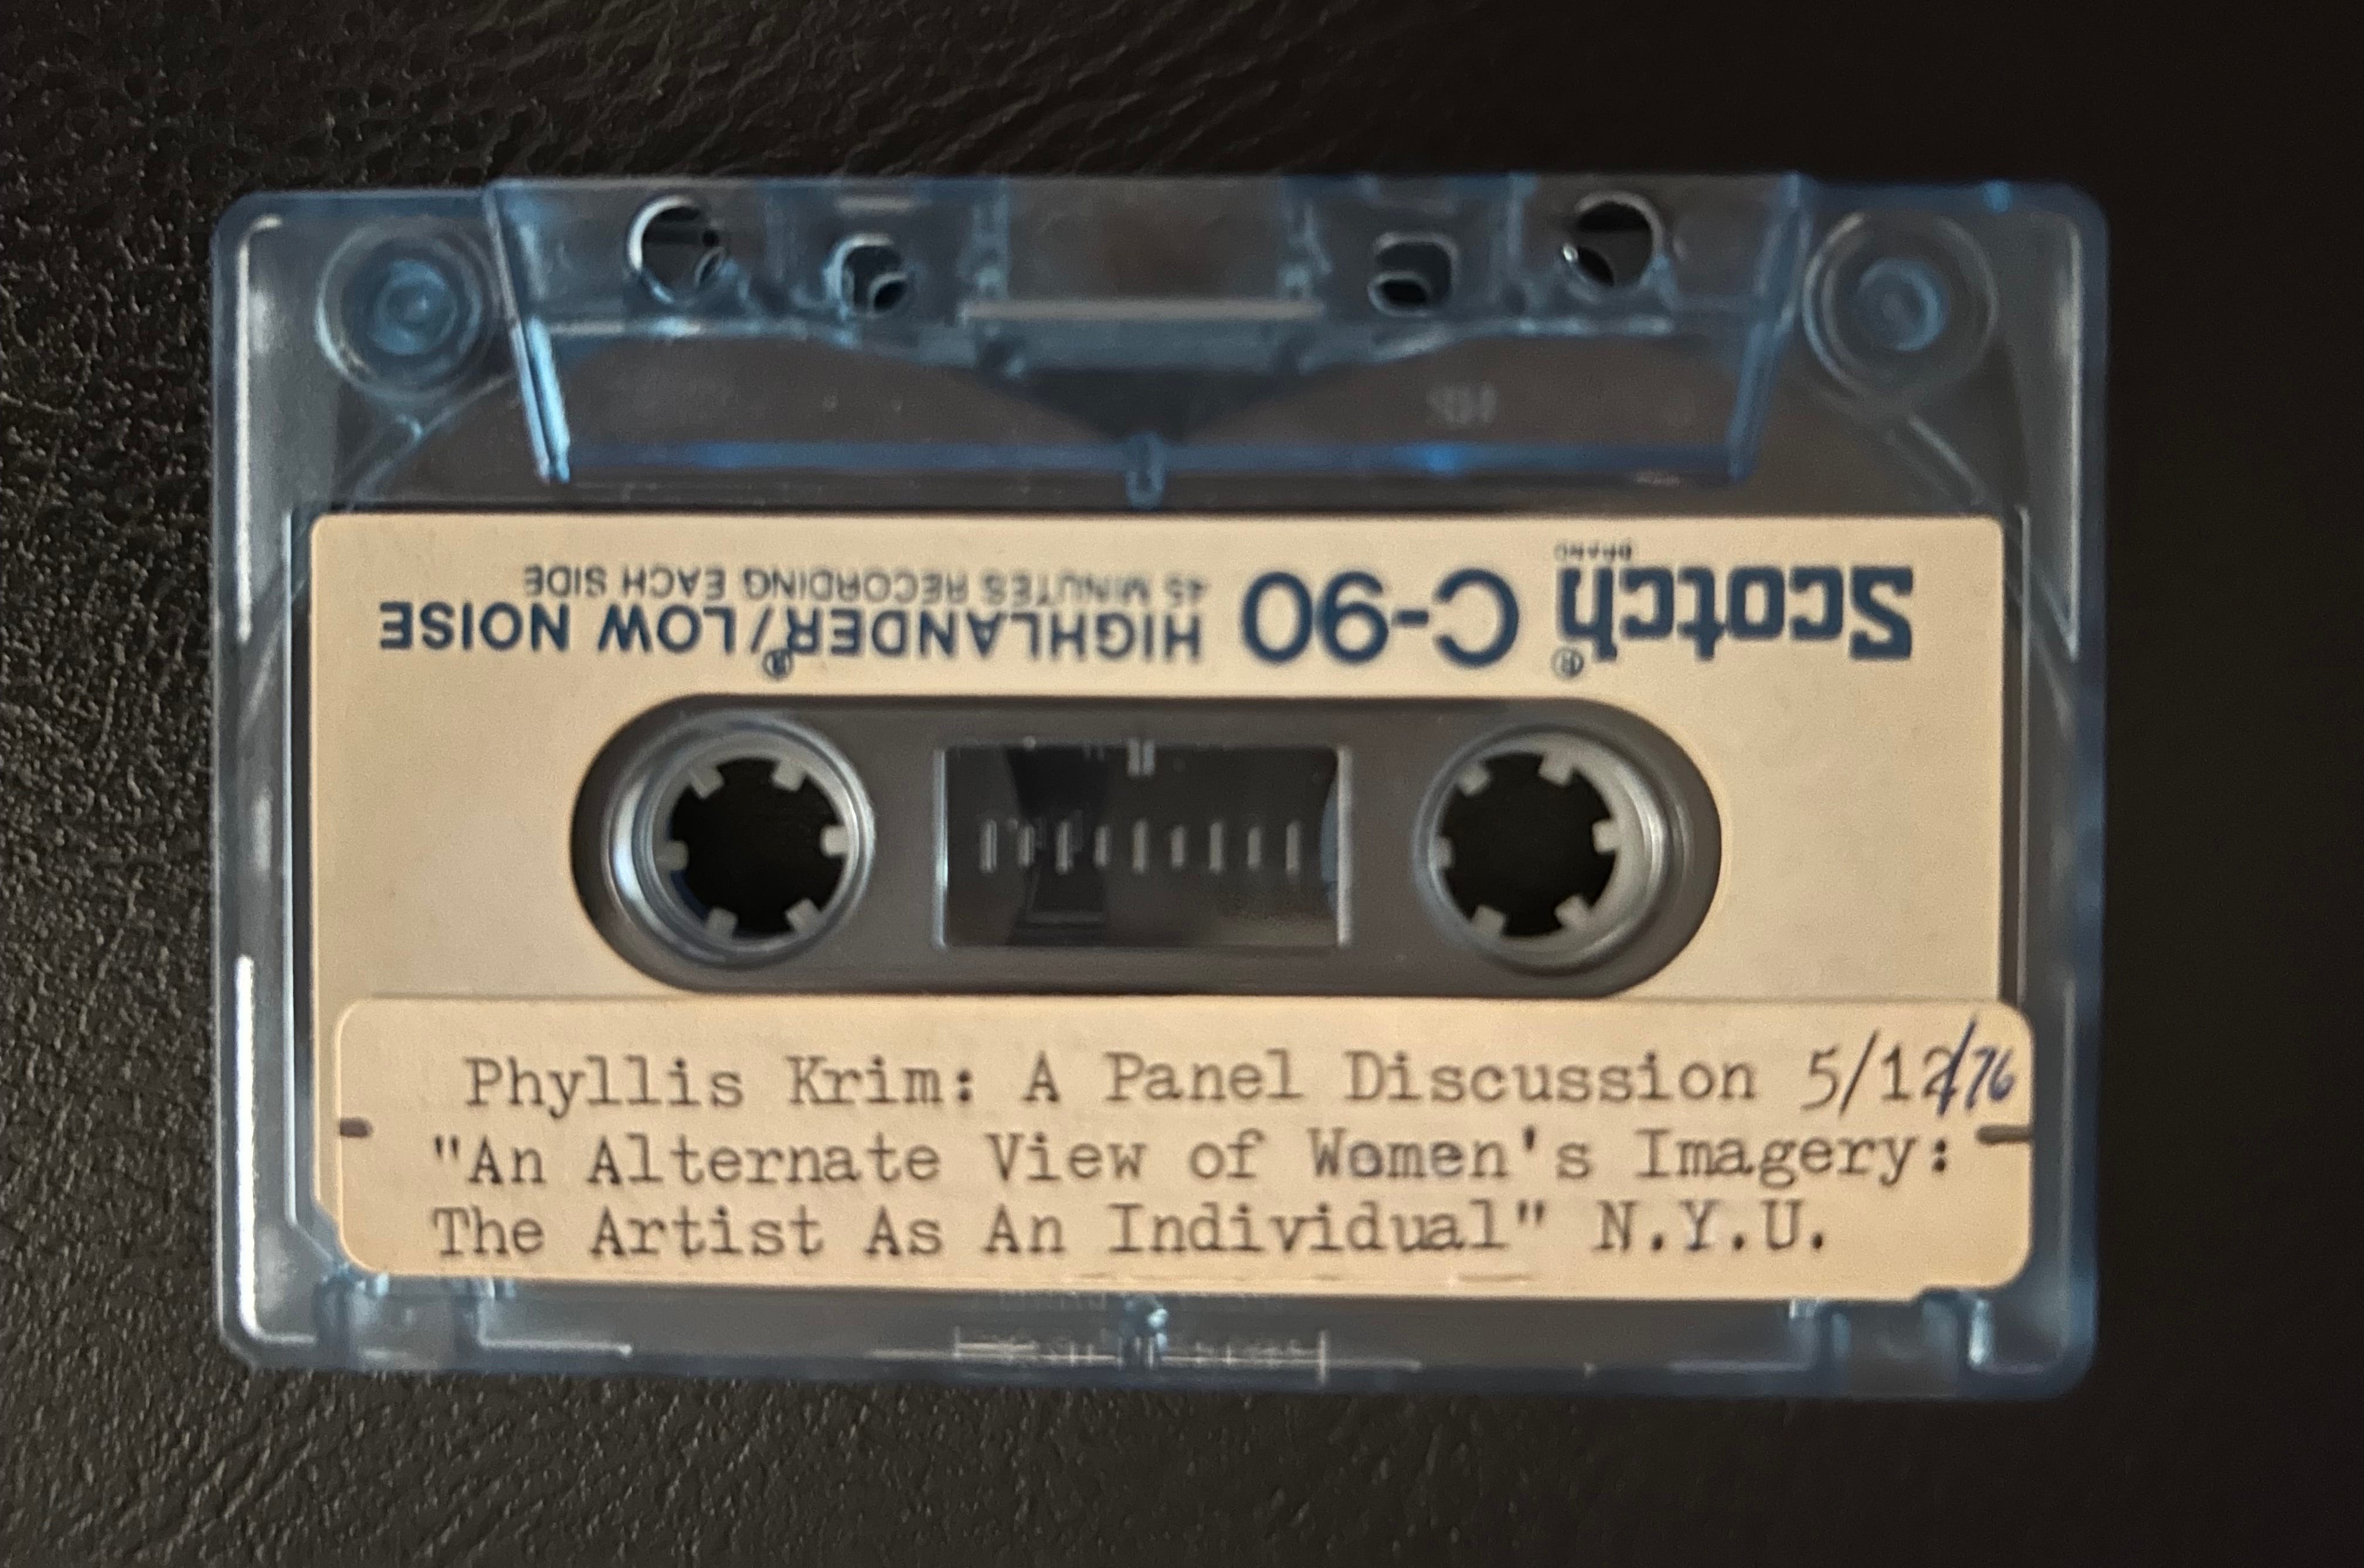 Scotch® BRAND C-90 HIGHLANDER®/LOW NOISE
45 MINUTES RECORDING EACH SIDE
Phyllis Krim: A Panel Discussion 5/12/76
"An Alternate View of Women's Imagery:
The Artist As An Individual" N.Y.U.